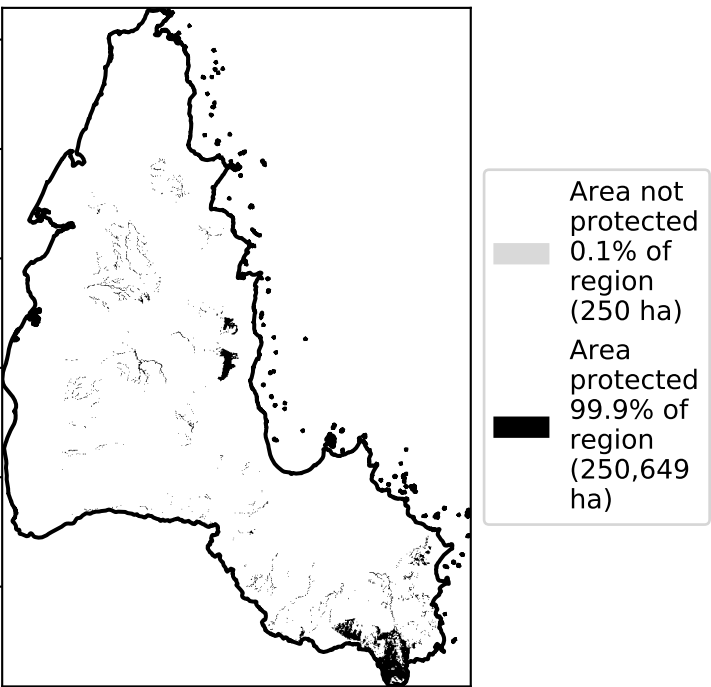 Area not
protected
0.1% of
region
(250 ha)
Area
protected
99.9% of
region
(250,649
ha)